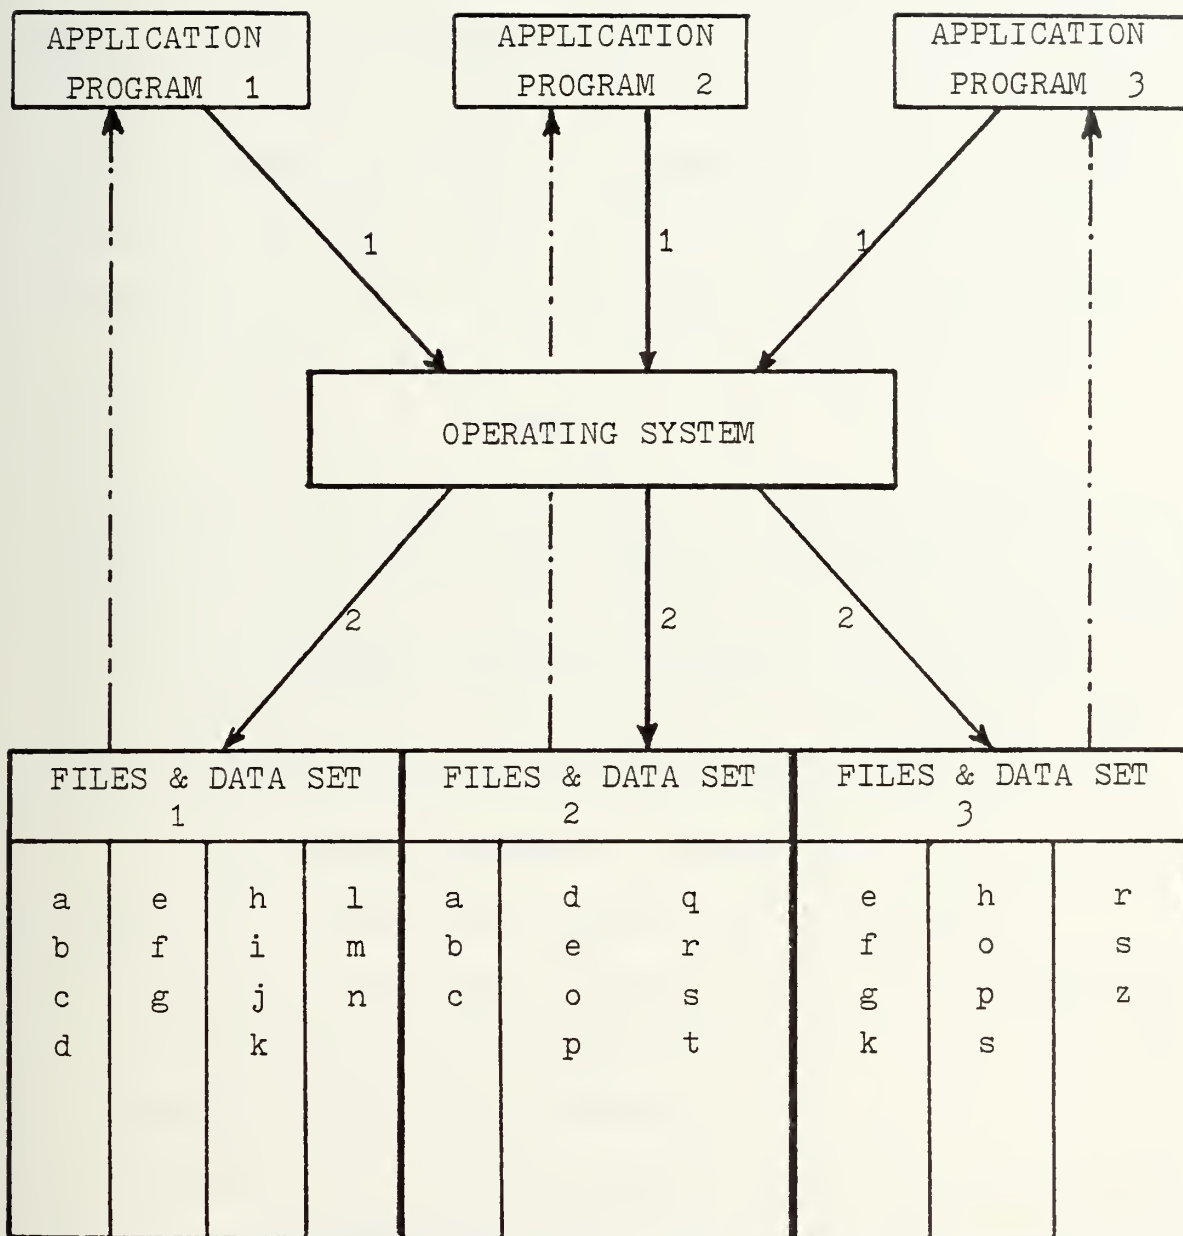 APPLICATION
PROGRAM 1
APPLICATION
PROGRAM 2
APPLICATION
PROGRAM 3
1
1
1
OPERATING SYSTEM
2
2
2
FILES & DATA SET
1
FILES & DATA SET
2
FILES & DATA SET
3
a e h l a d q e h r
b f i m b e r f o s
c g j n c o s g p z
d k p t k s